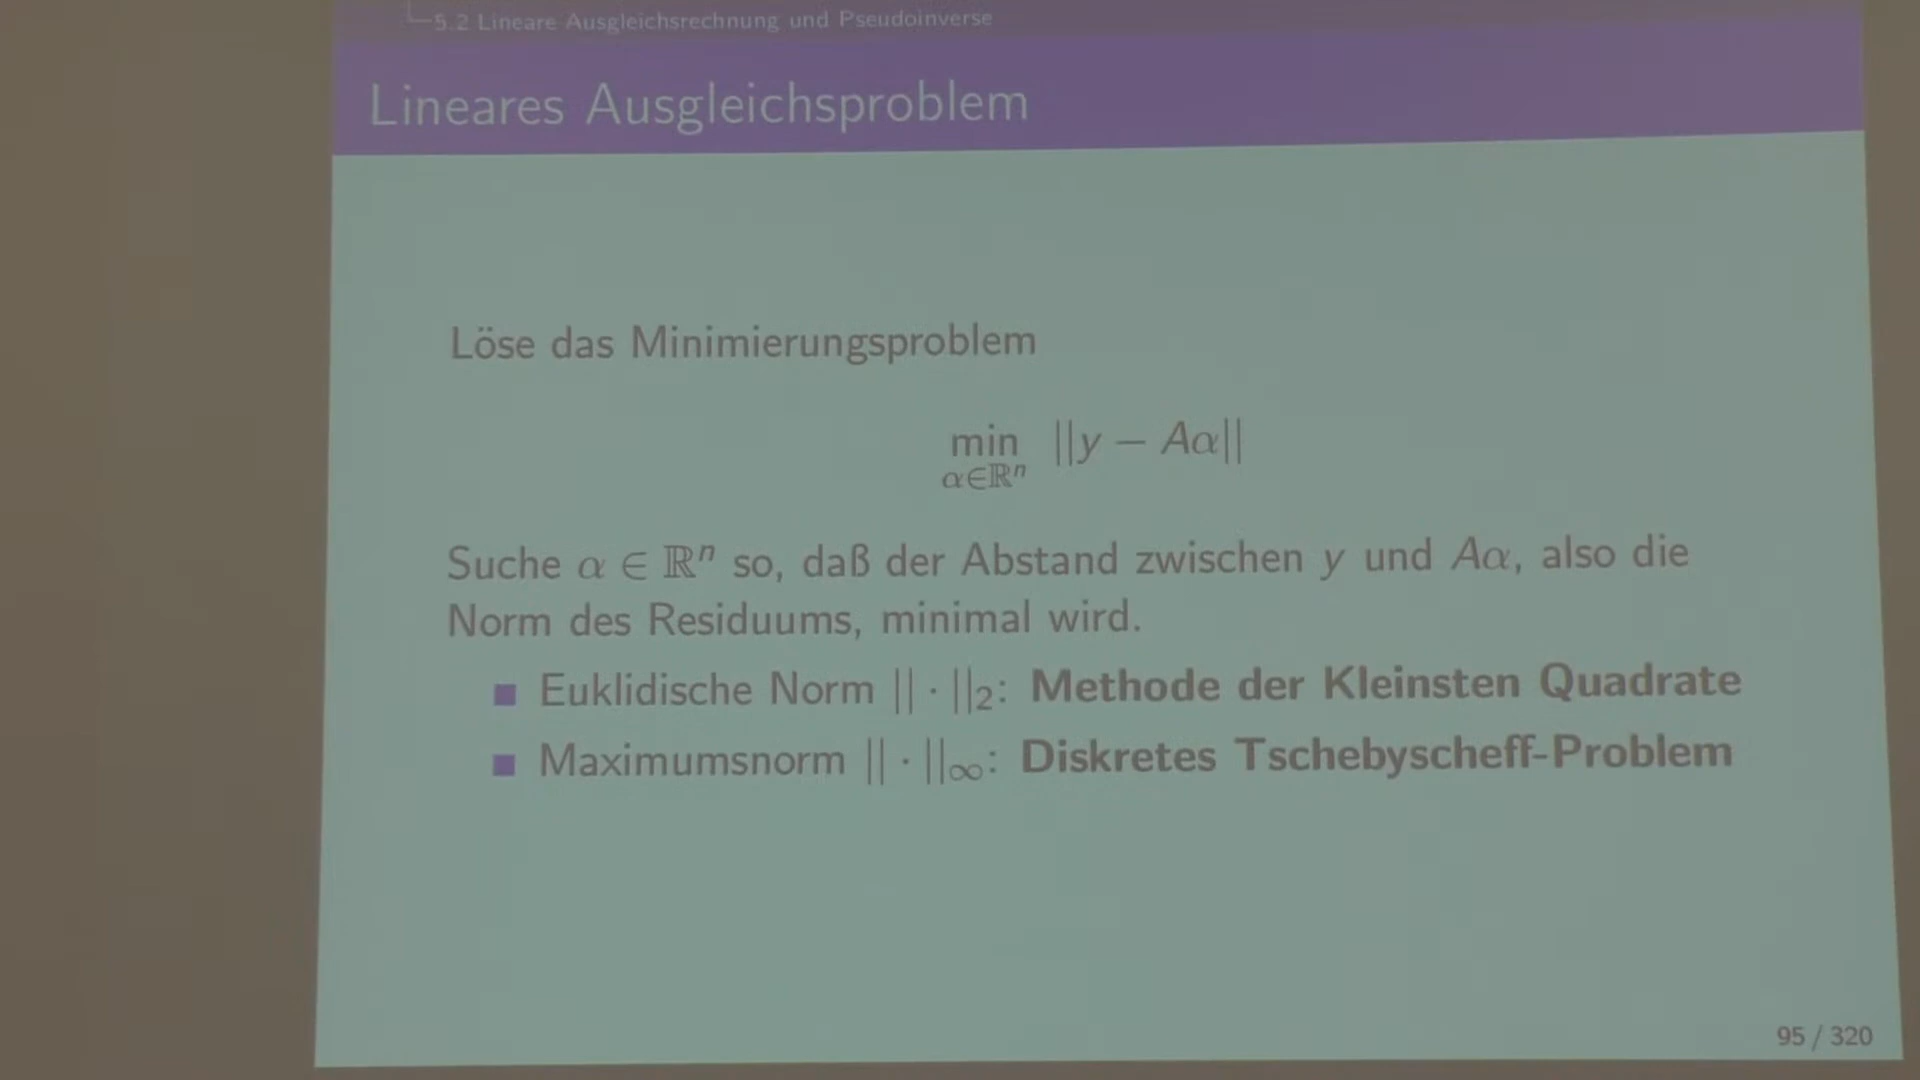 5.2 Lineare Ausgleichsrechnung und Pseudoinverse
Lineares Ausgleichsproblem
Löse das Minimierungsproblem
min ||y − Aα||
α∈ℝⁿ
Suche α ∈ ℝⁿ so, daß der Abstand zwischen y und Aα, also die
Norm des Residuums, minimal wird.
Euklidische Norm || · ||₂: Methode der Kleinsten Quadrate
Maximumsnorm || · ||∞: Diskretes Tschebyscheff-Problem
95 / 320